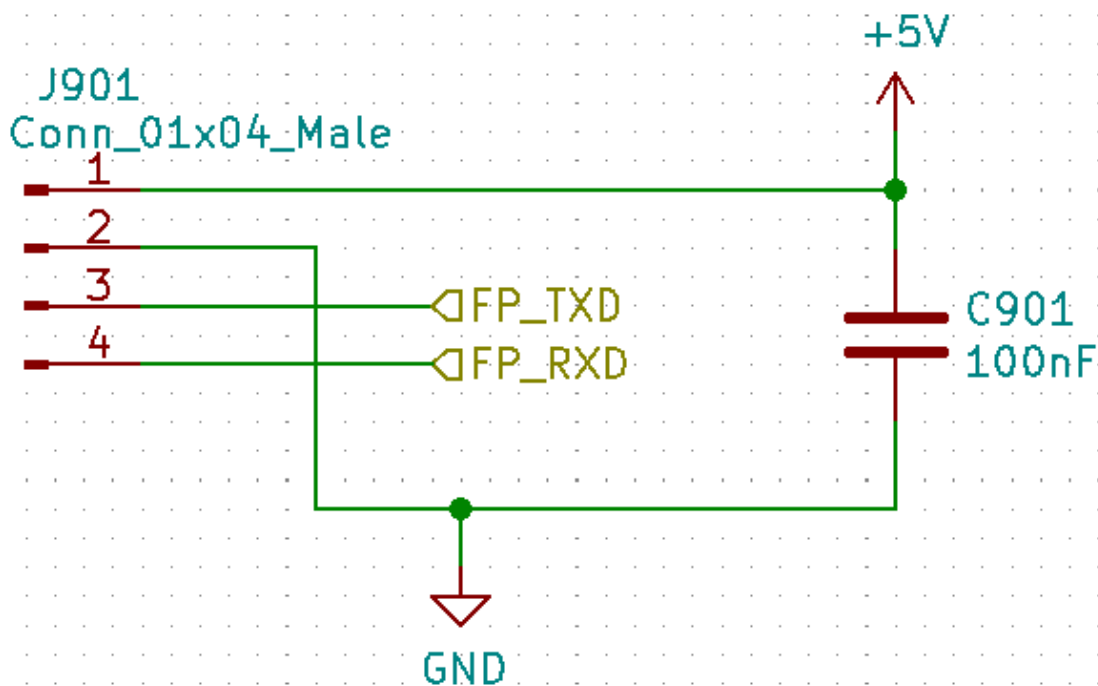 +5V
J901
Conn_01x04_Male
1
2
3
FP_TXD
C901
4
FP_RXD
100nF
GND